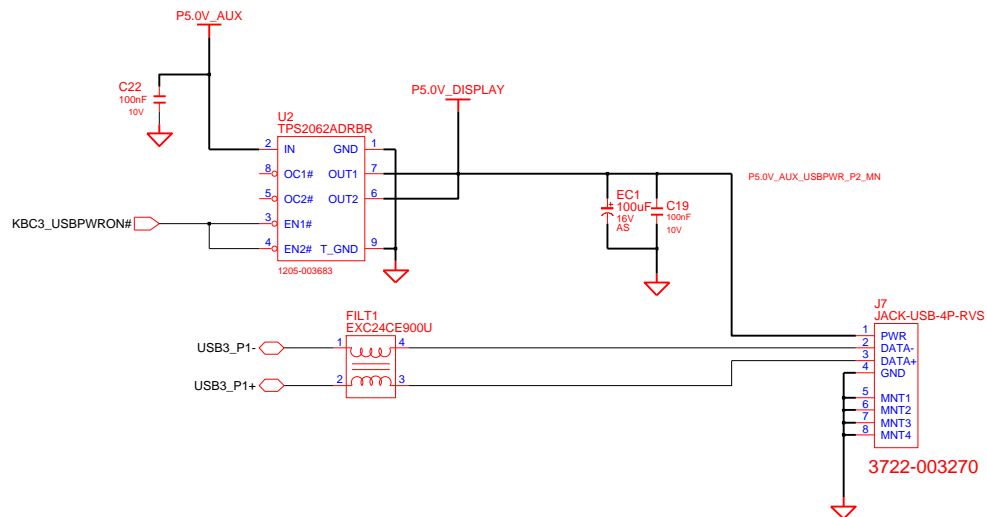 P5.0V_AUX
C22
100nF
10V
P5.0V_DISPLAY
U2
TPS2062ADRBR
2 IN GND 1
8 OC1# OUT1 7
5 OC2# OUT2 6
3 EN1#
4 EN2# T_GND 9
1205-003683
KBC3_USBPWRON#
P5.0V_AUX_USBPWR_P2_MN
EC1
100uF
16V
AS
C19
100nF
10V
FILT1
EXC24CE900U
USB3_P1- 1 4
USB3_P1+ 2 3
J7
JACK-USB-4P-RVS
1 PWR
2 DATA-
3 DATA+
4 GND
5 MNT1
6 MNT2
7 MNT3
8 MNT4
3722-003270